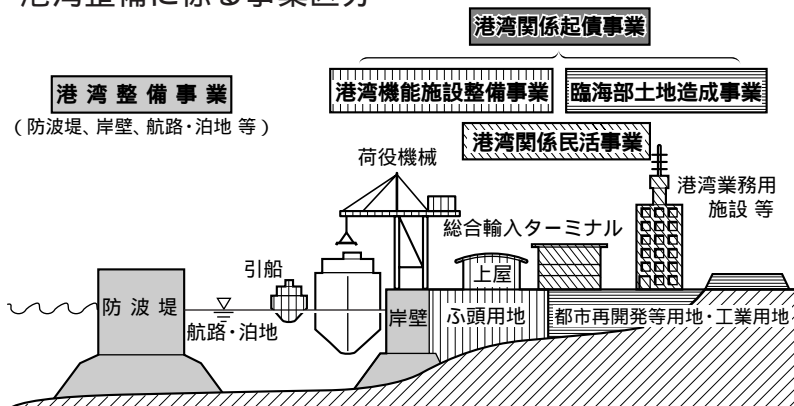 港湾整備に係る事業区分
港湾関係起債事業
港湾整備事業
(防波堤、岸壁、航路・泊地 等)
港湾機能施設整備事業
臨海部土地造成事業
港湾関係民活事業
荷役機械
港湾業務用
施設 等
総合輸入ターミナル
引船
上屋
防波堤
航路・泊地
岸壁
ふ頭用地
都市再開発等用地・工業用地